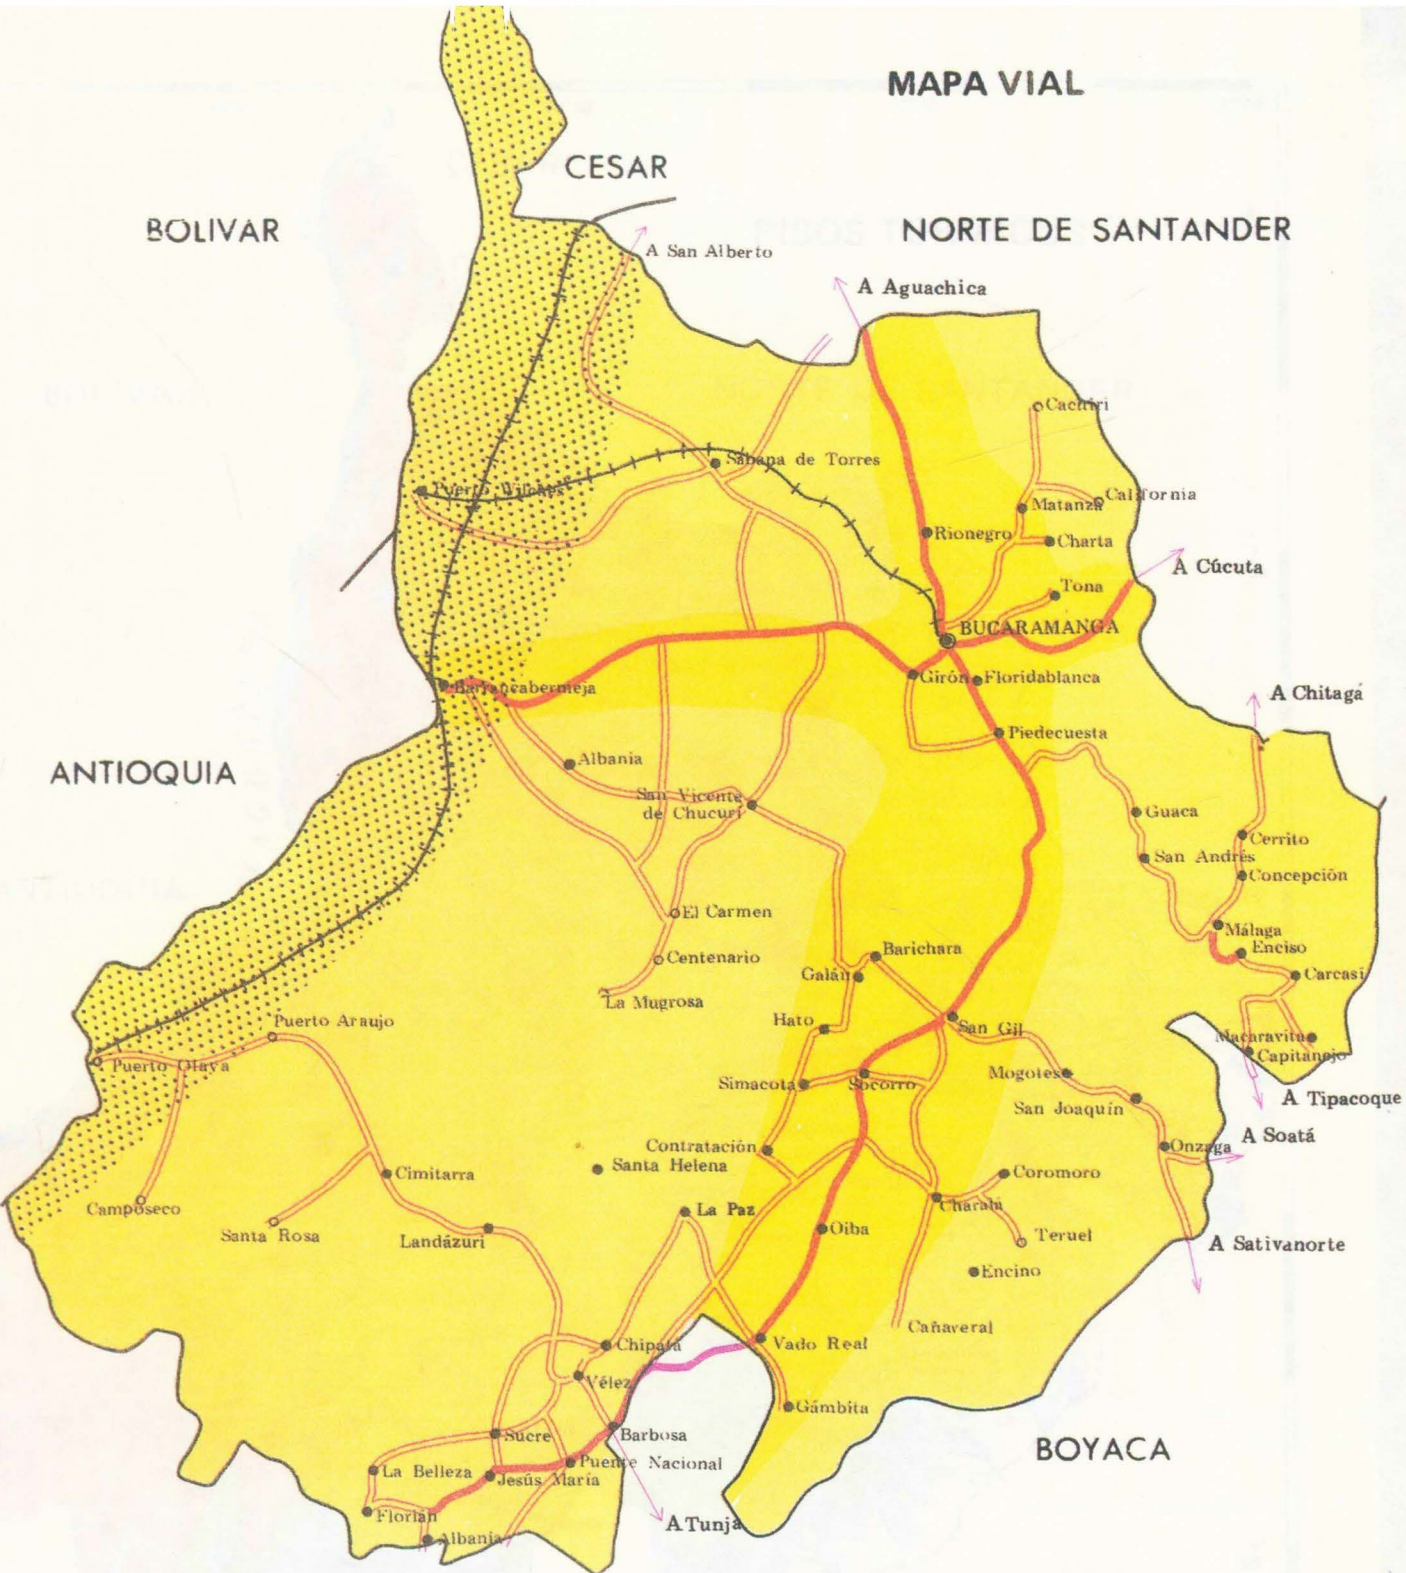 MAPA VIAL
CESAR
BOLIVAR
NORTE DE SANTANDER
A San Alberto
A Aguachica
Cachiri
Sabana de Torres
Puerto Wilches
California
Matanza
Rionegro
Charta
A Cúcuta
Tona
BUCARAMANGA
Girón
Floridablanca
Barrancabermeja
A Chitagá
Piedecuesta
ANTIOQUIA
Albania
San Vicente
de Chucurí
Guaca
Cerrito
San Andrés
Concepción
El Carmen
Málaga
Enciso
Barichara
Centenario
Galán
Carcasi
La Mugrosa
Hato
San Gil
Puerto Araujo
Macaravita
Capitanejo
Puerto Olaya
Simacota
Socorro
Mogotes
A Tipacoque
San Joaquín
A Soatá
Contratación
Onzaga
Santa Helena
Cimitarra
Coromoro
Camposeco
La Paz
Charalá
Santa Rosa
Landázuri
Oiba
Teruel
A Sativanorte
Encino
Cañaveral
Chipatá
Vado Real
Vélez
Gámbita
Sucre
Barbosa
BOYACA
La Belleza
Puente Nacional
Jesús María
Florián
A Tunja
Albania